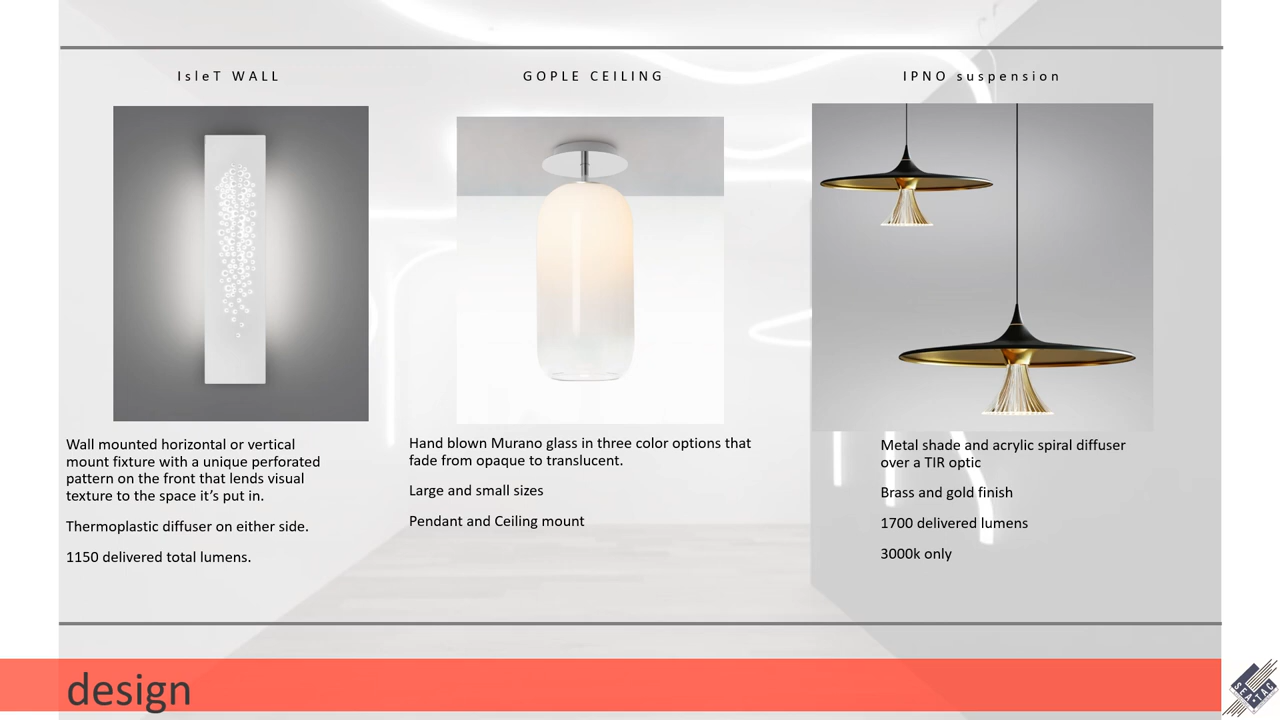 IsleT WALL
GOPLE CEILING
IPNO suspension
Wall mounted horizontal or vertical
mount fixture with a unique perforated
pattern on the front that lends visual
texture to the space it’s put in.
Thermoplastic diffuser on either side.
1150 delivered total lumens.
Hand blown Murano glass in three color options that
fade from opaque to translucent.
Large and small sizes
Pendant and Ceiling mount
Metal shade and acrylic spiral diffuser
over a TIR optic
Brass and gold finish
1700 delivered lumens
3000k only
design
SEA•TAC